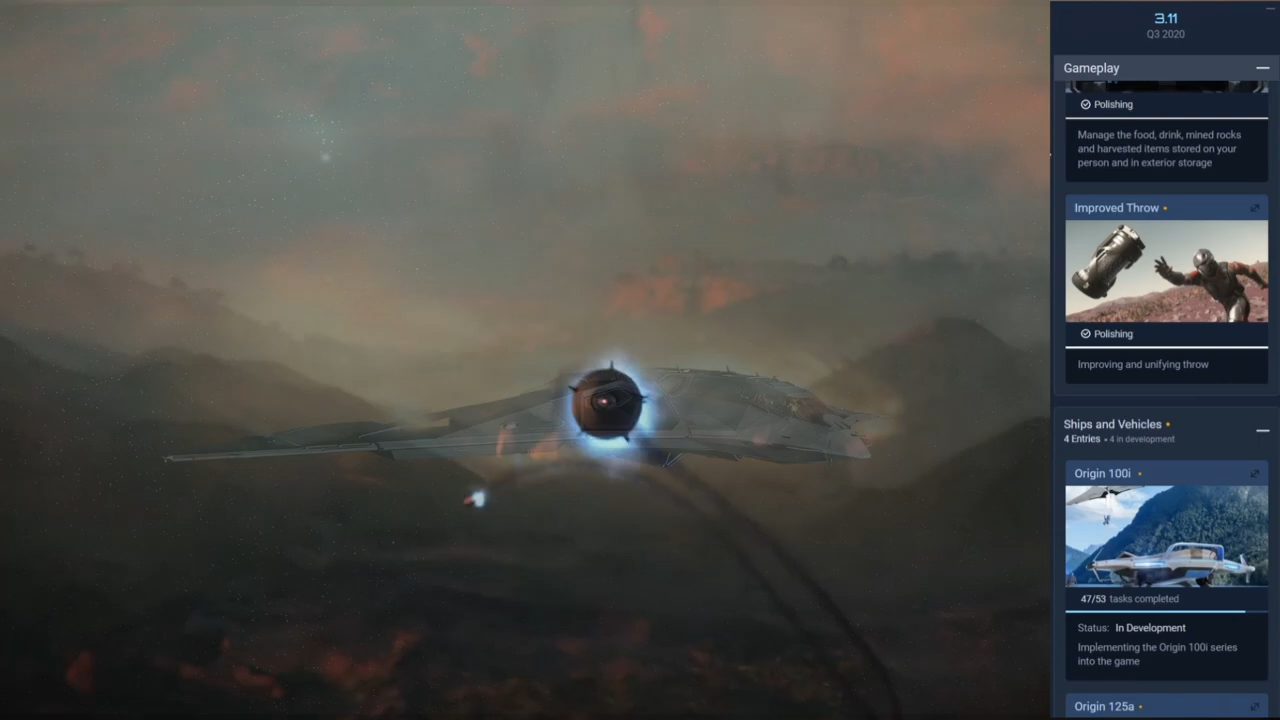 3.11
Q3 2020
Gameplay
Polishing
Manage the food, drink, mined rocks
and harvested items stored on your
person and in exterior storage
Improved Throw
Polishing
Improving and unifying throw
Ships and Vehicles
4 Entries • 4 in development
Origin 100i
47/53 tasks completed
Status: In Development
Implementing the Origin 100i series
into the game
Origin 125a